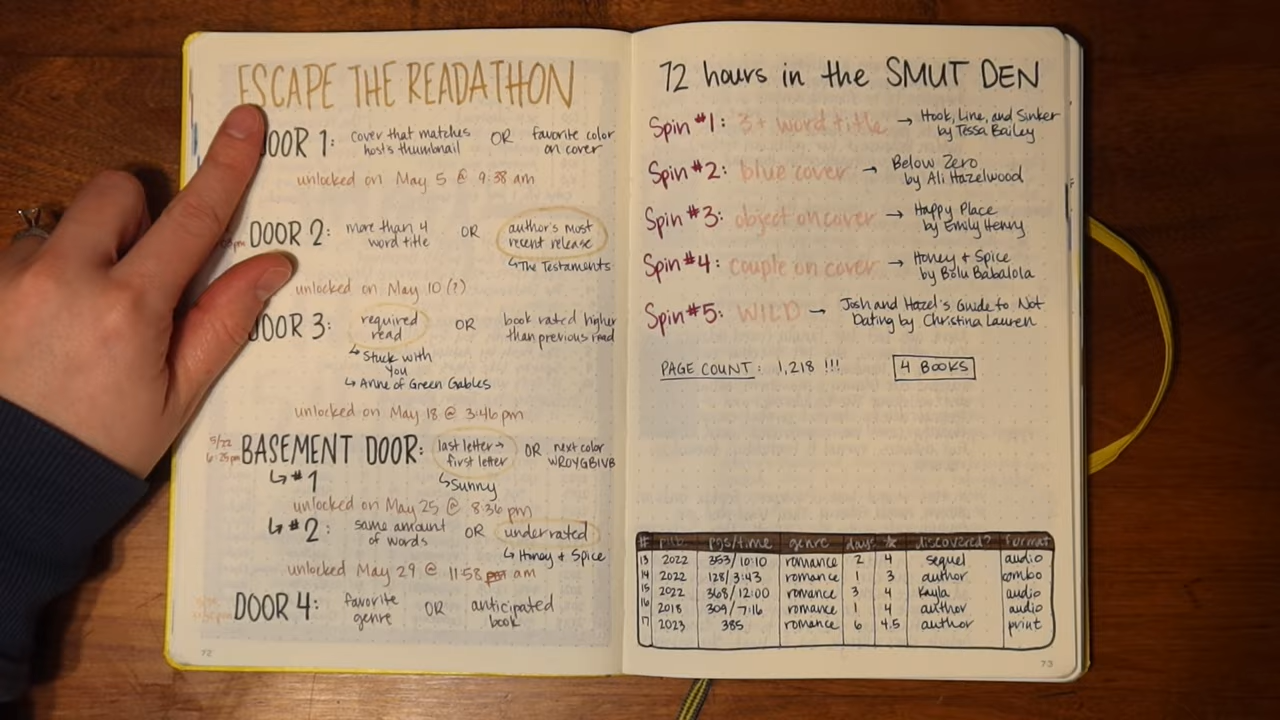 ESCAPE THE READATHON
DOOR 1: cover that matches OR favorite color
hosts thumbnail on cover
unlocked on May 5 @ 9:38 am
DOOR 2: more than 4 OR author's most
word title recent release
↳The Testaments
unlocked on May 10 (?)
DOOR 3: required OR book rated higher
read than previous read
↳ Stuck with
you
↳ Anne of Green Gables
unlocked on May 18 @ 3:46 pm
5/22
6:25pm BASEMENT DOOR: last letter → OR next color
first letter WROYGBIVB
↳ #1 ↳Sunny
unlocked on May 25 @ 8:36 pm
↳ #2: same amount OR underrated
of words
↳ Honey + Spice
unlocked May 29 @ 11:58 am
DOOR 4: favorite OR anticipated
genre book
72
72 hours in the SMUT DEN
Spin #1: 3+ word title → Hook, Line, and Sinker
by Tessa Bailey
Spin #2: blue cover → Below Zero
by Ali Hazelwood
Spin #3: object on cover → Happy Place
by Emily Henry
Spin #4: couple on cover → Honey + Spice
by Bolu Babalola
Spin #5: WILD → Josh and Hazel's Guide to Not
Dating by Christina Lauren
PAGE COUNT: 1,218 !!! 4 BOOKS
# pub pgs/time genre days ★ discovered? format
13 2022 353/10:10 romance 2 4 sequel audio
14 2022 128/3:43 romance 1 3 author combo
15 2022 368/12:00 romance 3 4 Kayla audio
16 2018 309/7:16 romance 1 4 author audio
17 2023 385 romance 6 4.5 author print
73